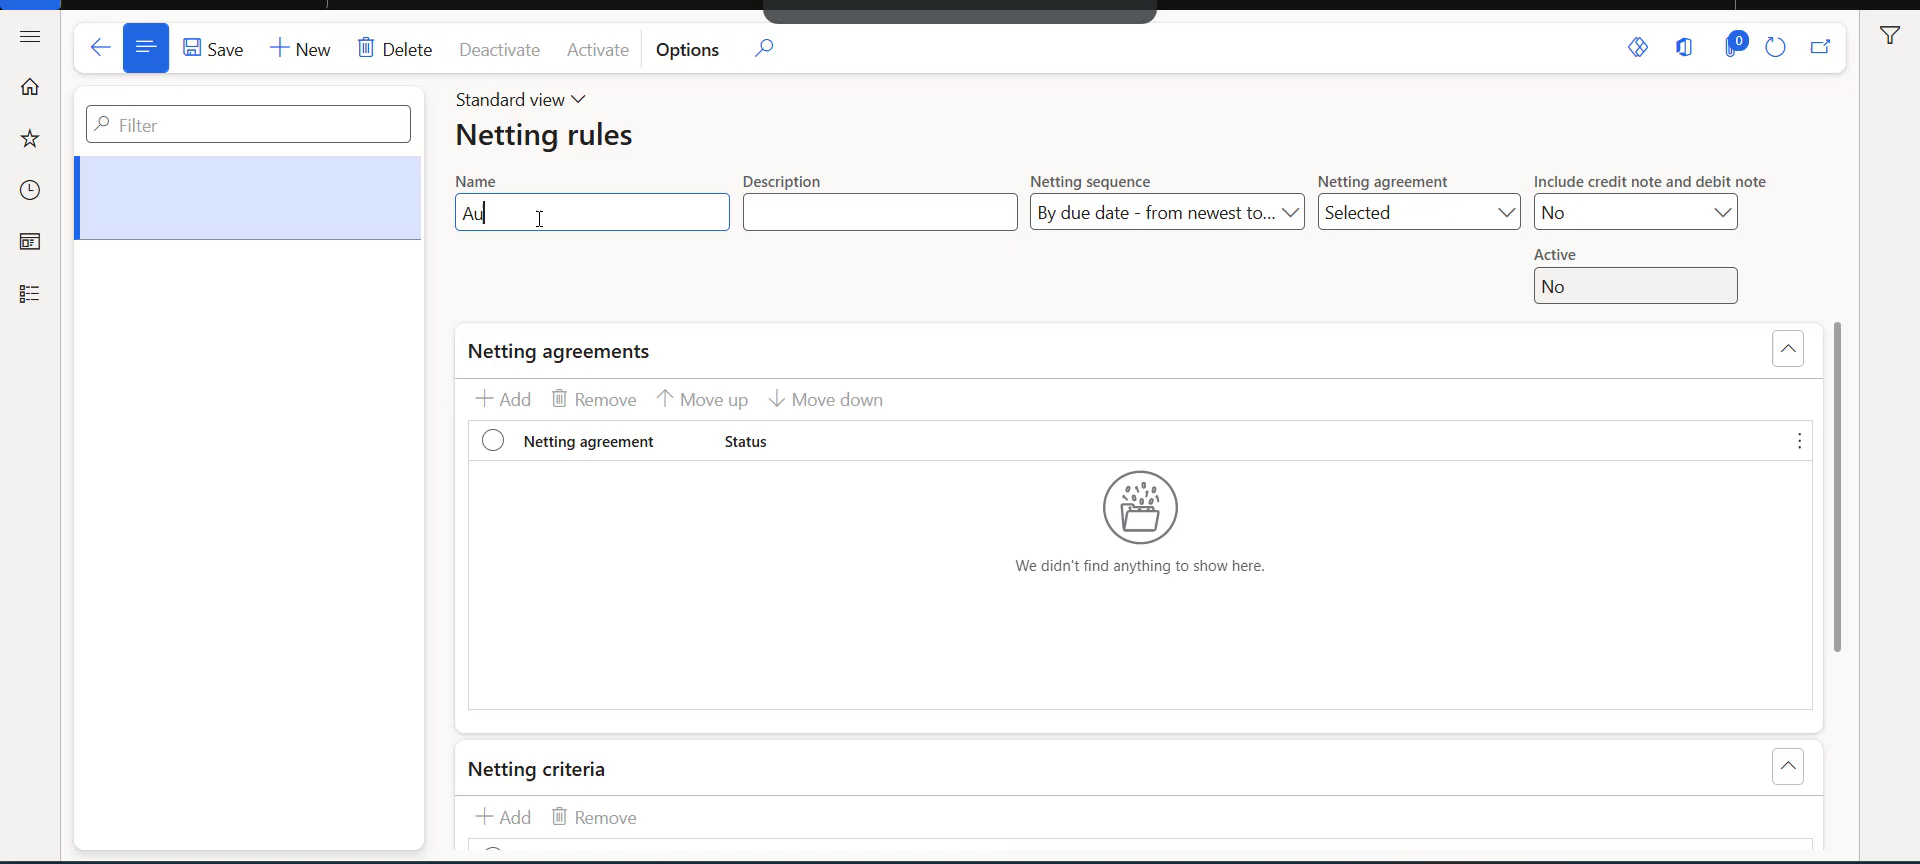 Save
New
Delete
Deactivate
Activate
Options
0
Filter
Standard view
Netting rules
Name
Description
Netting sequence
Netting agreement
Include credit note and debit note
Au
By due date - from newest to...
Selected
No
Active
No
Netting agreements
Add
Remove
Move up
Move down
Netting agreement
Status
We didn't find anything to show here.
Netting criteria
Add
Remove